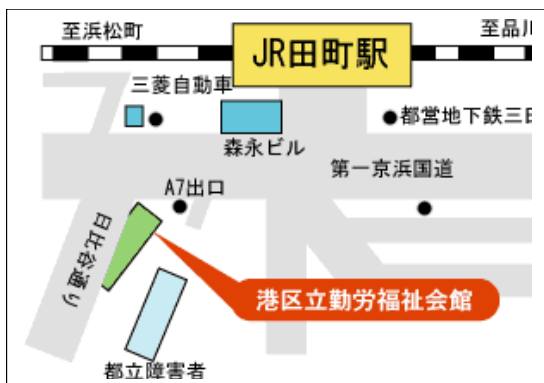 至浜松町
至品川
JR田町駅
三菱自動車
都営地下鉄三田
森永ビル
第一京浜国道
A7出口
日比谷通り
港区立勤労福祉会館
都立障害者